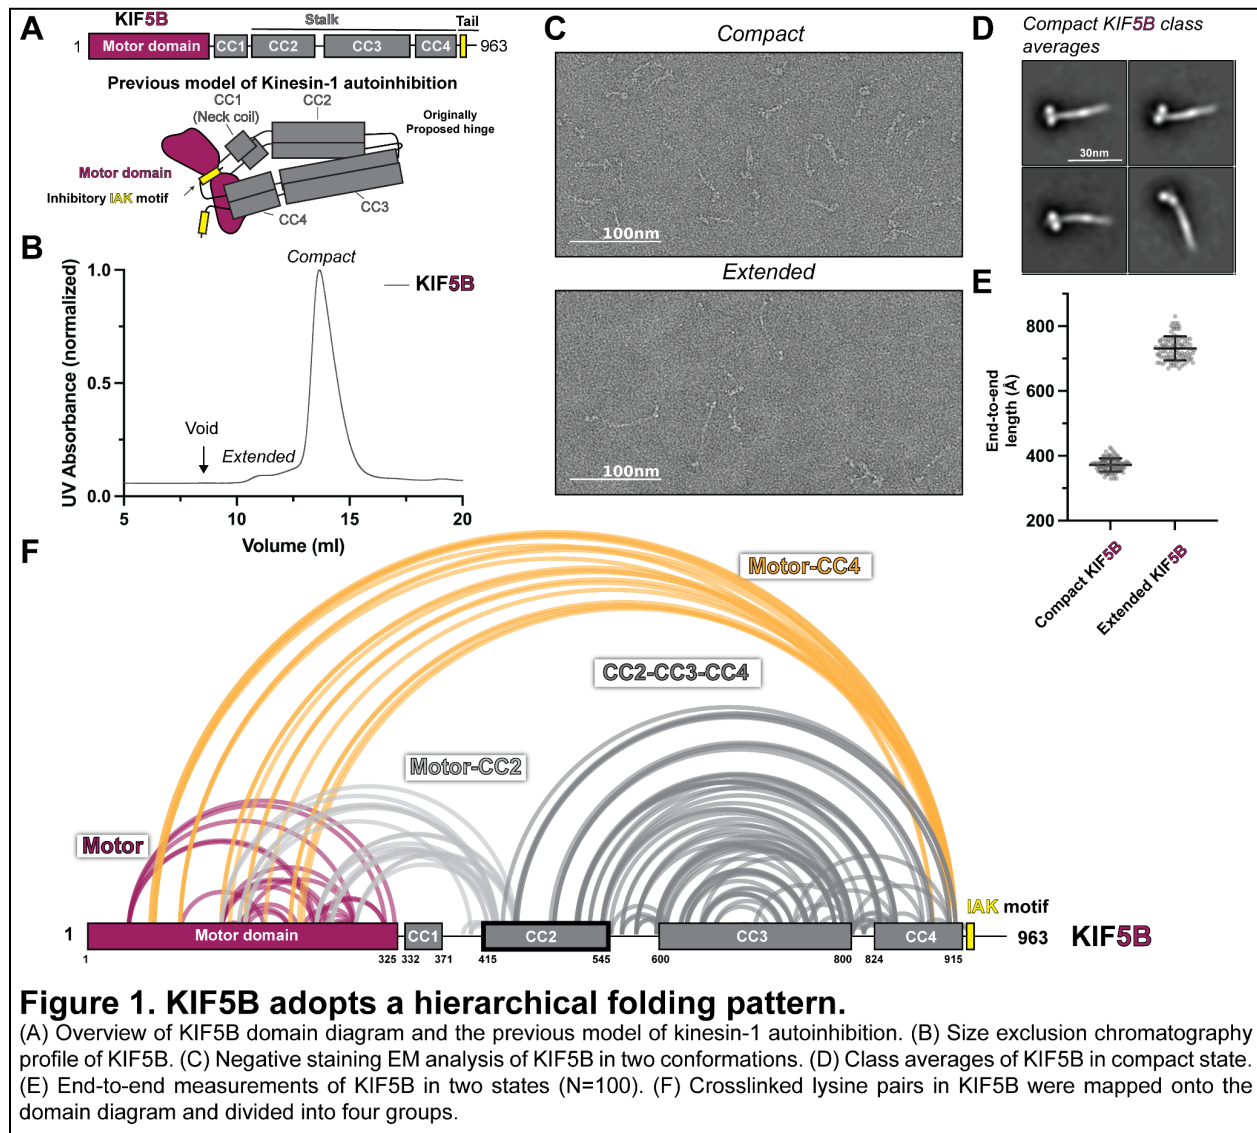 A
KIF5B
Stalk
Tail
1
Motor domain
CC1
CC2
CC3
CC4
963
Previous model of Kinesin-1 autoinhibition
CC1
(Neck coil)
CC2
Originally
Proposed hinge
Motor domain
Inhibitory IAK motif
CC4
CC3
B
Compact
KIF5B
1.0
0.5
0.0
UV Absorbance (normalized)
Void
Extended
5
10
15
20
Volume (ml)
C
Compact
100nm
Extended
100nm
D
Compact KIF5B class
averages
30nm
E
End-to-end
length (Å)
800
600
400
200
Compact KIF5B
Extended KIF5B
F
Motor-CC4
CC2-CC3-CC4
Motor-CC2
Motor
IAK motif
1
Motor domain
CC1
CC2
CC3
CC4
963
KIF5B
1
325
332
371
415
545
600
800
824
915
Figure 1. KIF5B adopts a hierarchical folding pattern.
(A) Overview of KIF5B domain diagram and the previous model of kinesin-1 autoinhibition. (B) Size exclusion chromatography
profile of KIF5B. (C) Negative staining EM analysis of KIF5B in two conformations. (D) Class averages of KIF5B in compact state.
(E) End-to-end measurements of KIF5B in two states (N=100). (F) Crosslinked lysine pairs in KIF5B were mapped onto the
domain diagram and divided into four groups.